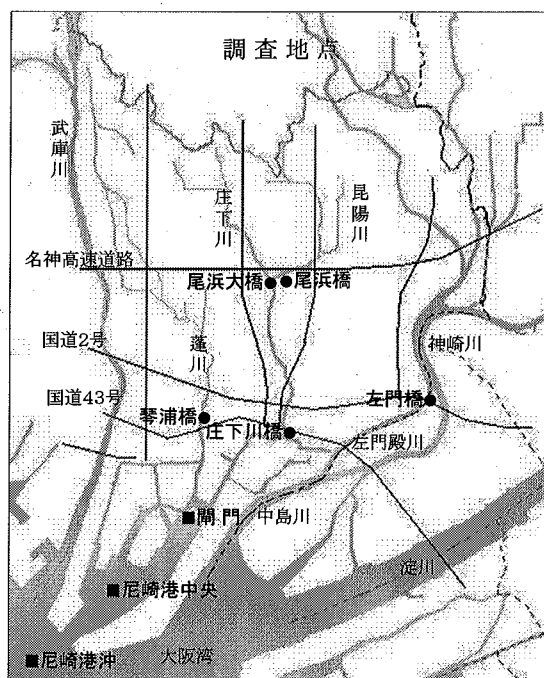 調査地点
武庫川
庄下川
昆陽川
名神高速道路
尾浜大橋
尾浜橋
国道2号
蓬川
神崎川
国道43号
琴浦橋
庄下川橋
左門橋
左門殿川
閘門
中島川
淀川
尼崎港中央
尼崎港沖
大阪湾